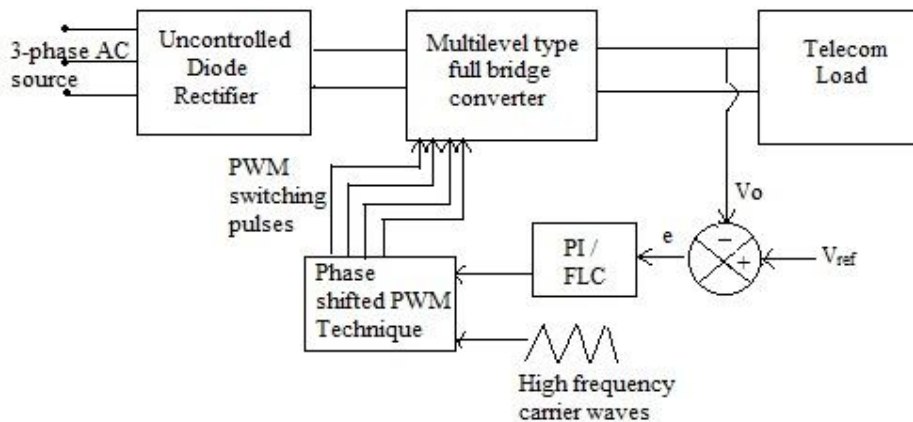 3-phase AC
source
Uncontrolled
Diode
Rectifier
Multilevel type
full bridge
converter
Telecom
Load
PWM
switching
pulses
Vo
e
PI /
FLC
−
+
Vref
Phase
shifted PWM
Technique
High frequency
carrier waves